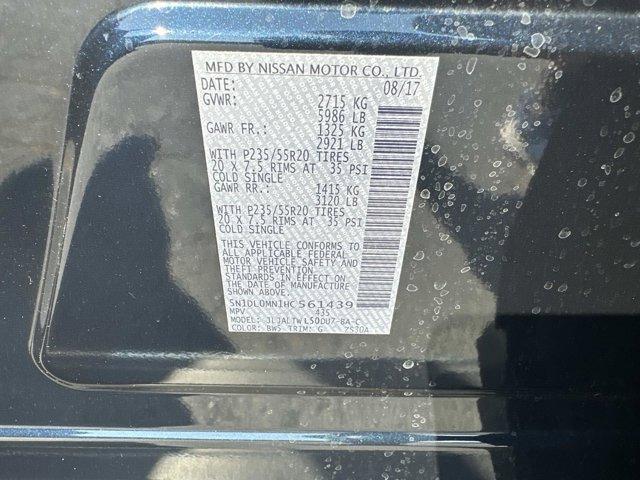 MFD BY NISSAN MOTOR CO., LTD.
DATE: 08/17
GVWR: 2715 KG
5986 LB
GAWR FR.: 1325 KG
2921 LB
WITH P235/55R20 TIRES
20 X 7.5 RIMS AT 35 PSI
COLD SINGLE
GAWR RR.: 1415 KG
3120 LB
WITH P235/55R20 TIRES
20 X 7.5 RIMS AT 35 PSI
COLD SINGLE
THIS VEHICLE CONFORMS TO
ALL APPLICABLE FEDERAL
MOTOR VEHICLE SAFETY AND
THEFT PREVENTION
STANDARDS IN EFFECT ON
THE DATE OF MANUFACTURE
SHOWN ABOVE.
5N1DL0MN1HC561439
MPV 435
MODEL:
COLOR: BW5 TRIM: G